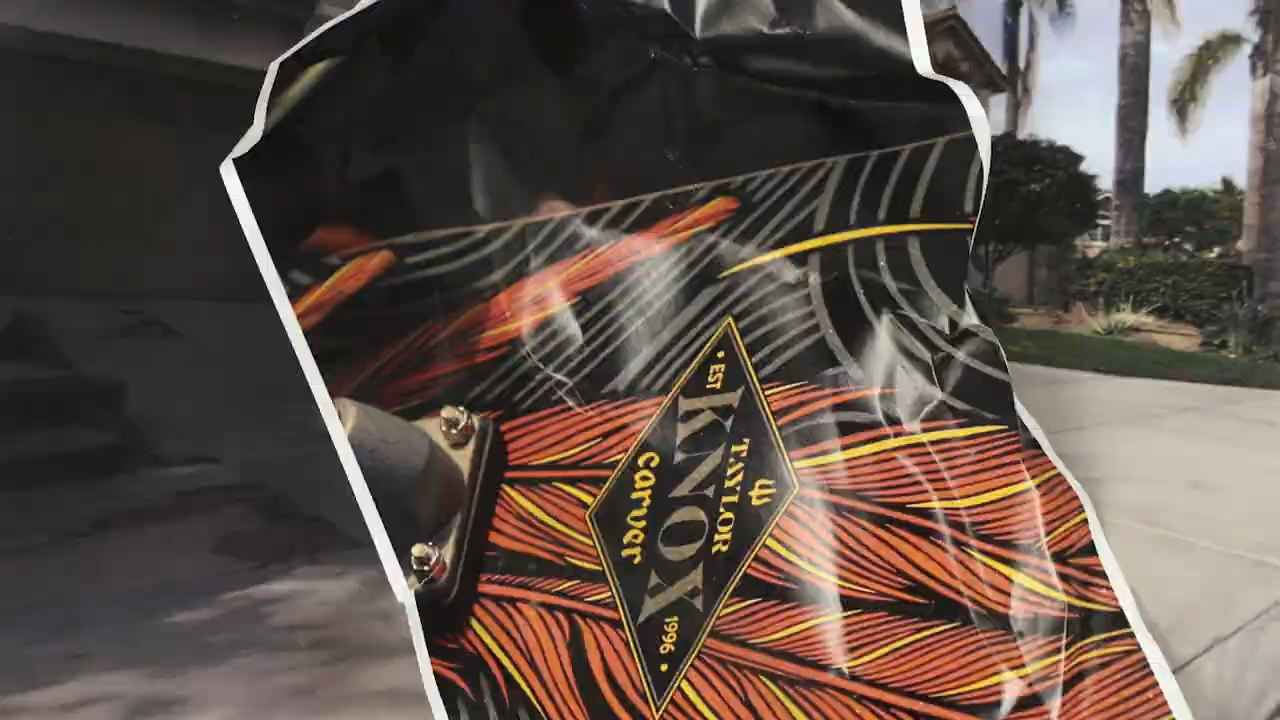 • EST
TAYLOR
KNOX
Carver
1996 •